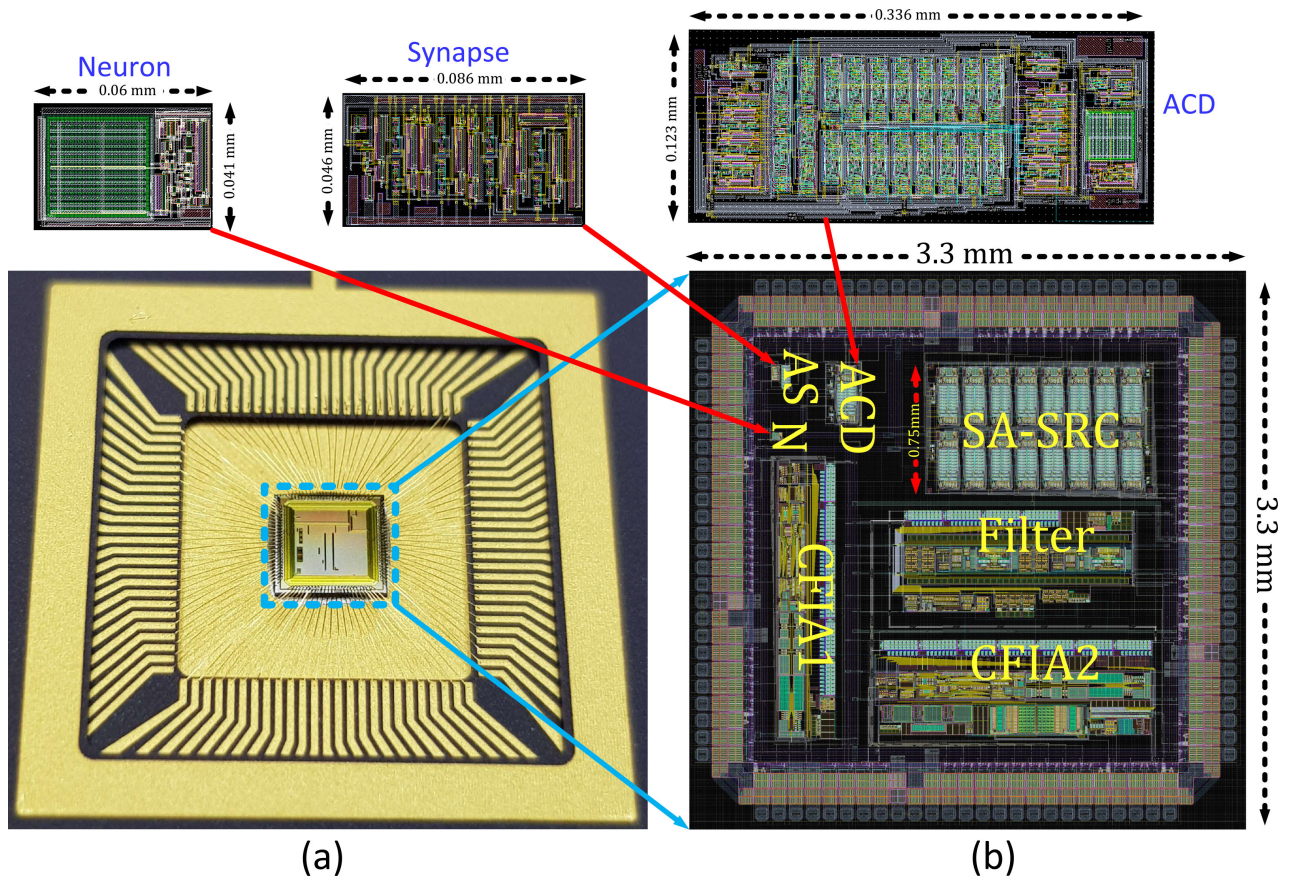 0.336 mm
Neuron
0.06 mm
0.041 mm
Synapse
0.086 mm
0.046 mm
0.123 mm
ACD
3.3 mm
3.3 mm
AS
N
ACD
0.75mm
SA-SRC
CFIA1
Filter
CFIA2
(a)
(b)